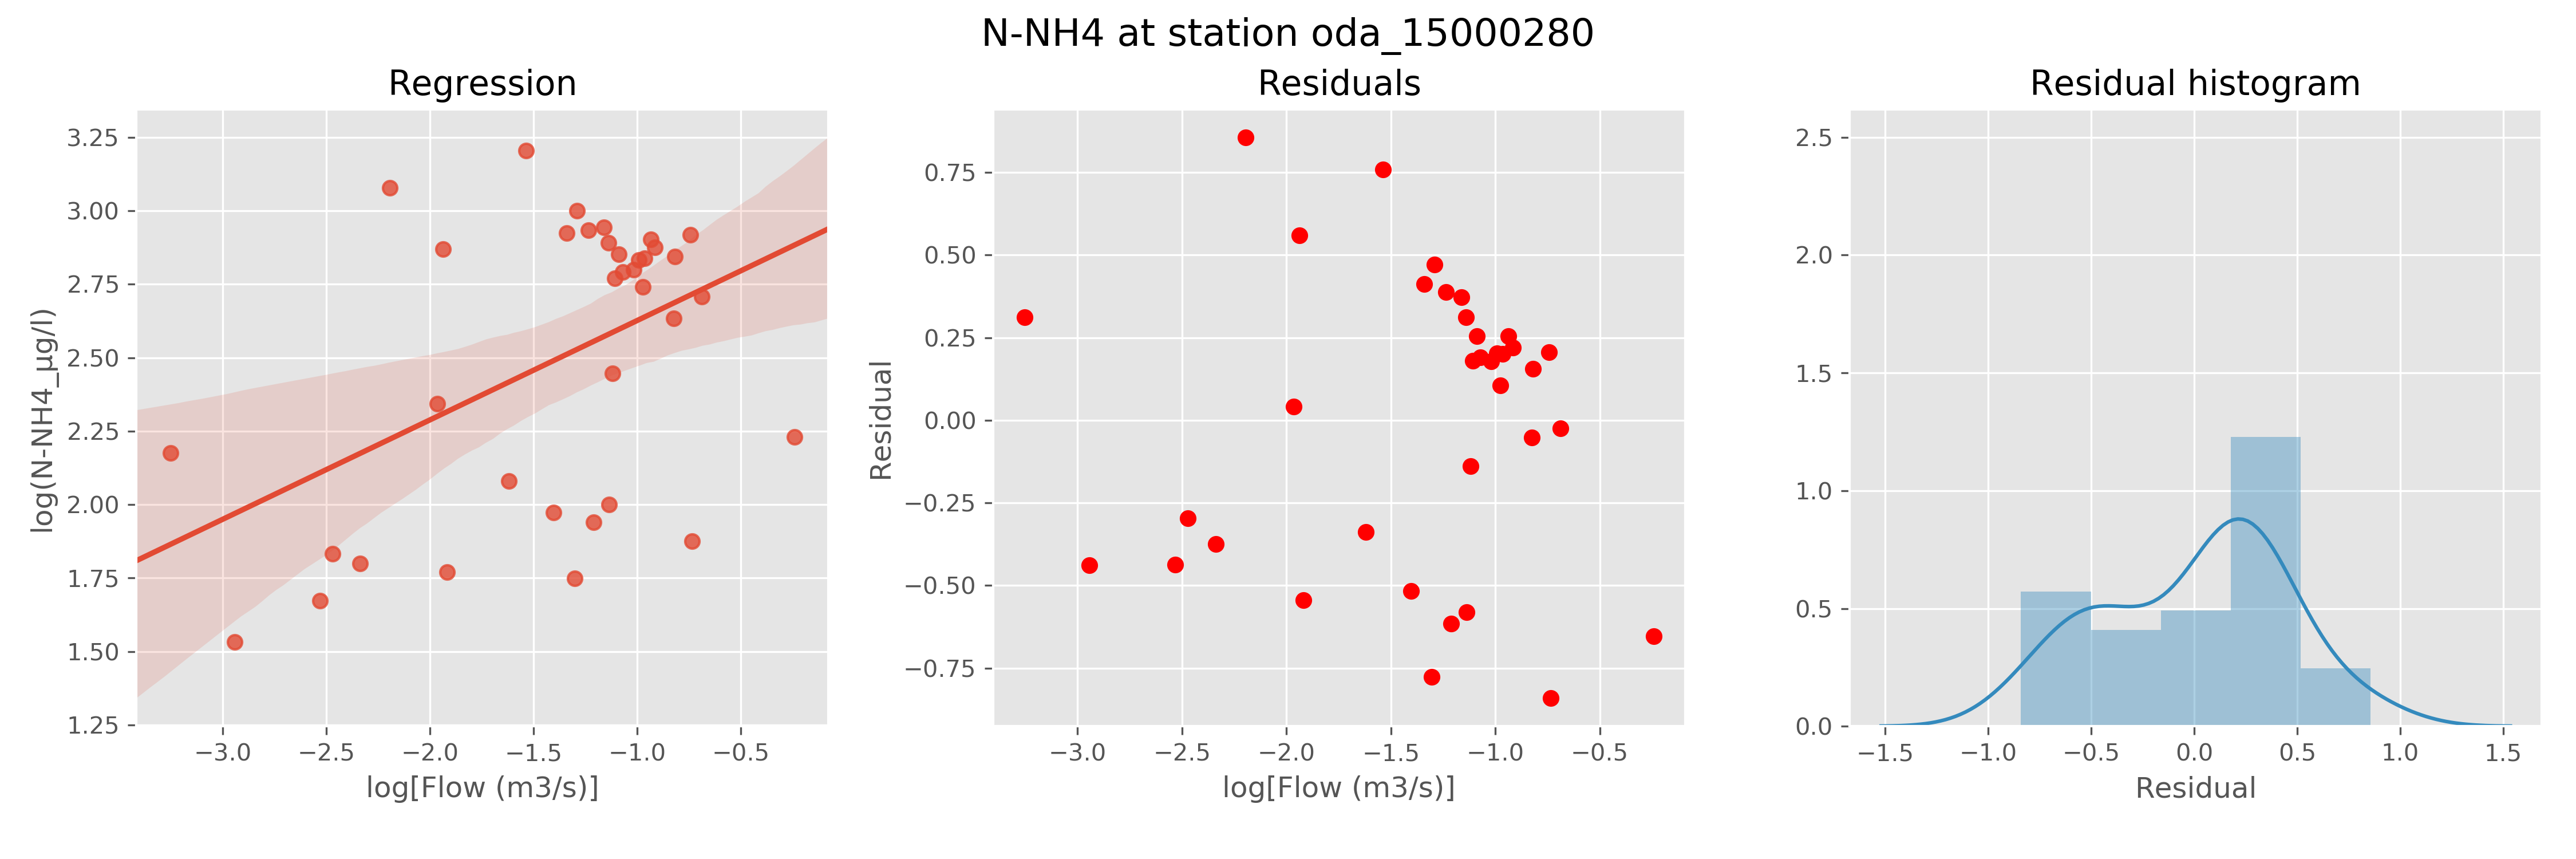 N-NH4 at station oda_15000280
Regression
3.25
3.00
2.75
2.50
2.25
2.00
1.75
1.50
1.25
log(N-NH4_µg/l)
−3.0 −2.5 −2.0 −1.5 −1.0 −0.5
log[Flow (m3/s)]
Residuals
0.75
0.50
0.25
0.00
−0.25
−0.50
−0.75
Residual
−3.0 −2.5 −2.0 −1.5 −1.0 −0.5
log[Flow (m3/s)]
Residual histogram
2.5
2.0
1.5
1.0
0.5
0.0
−1.5 −1.0 −0.5 0.0 0.5 1.0 1.5
Residual